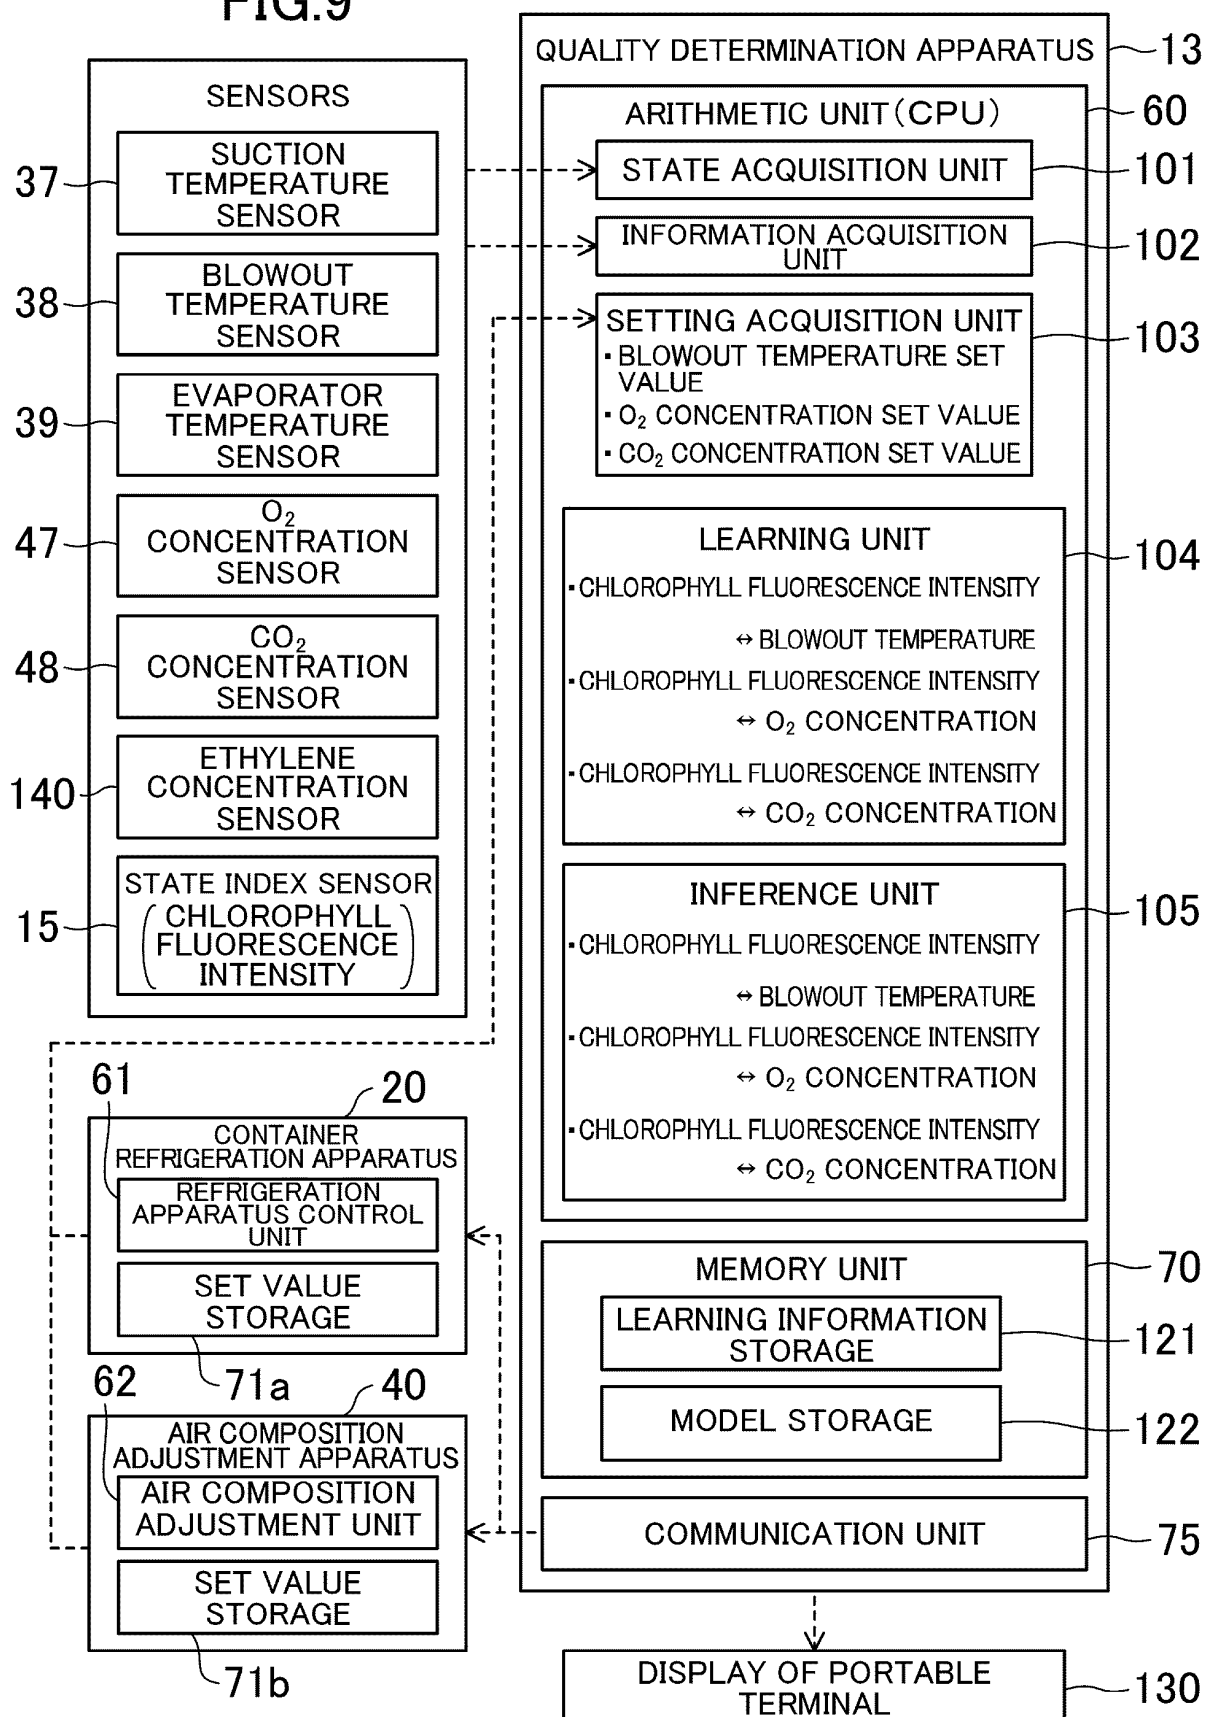 FIG.9
SENSORS
37
SUCTION
TEMPERATURE
SENSOR
38
BLOWOUT
TEMPERATURE
SENSOR
39
EVAPORATOR
TEMPERATURE
SENSOR
47
O₂
CONCENTRATION
SENSOR
48
CO₂
CONCENTRATION
SENSOR
140
ETHYLENE
CONCENTRATION
SENSOR
15
STATE INDEX SENSOR
(CHLOROPHYLL
FLUORESCENCE
INTENSITY)
61
20
CONTAINER
REFRIGERATION APPARATUS
REFRIGERATION
APPARATUS CONTROL
UNIT
SET VALUE
STORAGE
71a
62
40
AIR COMPOSITION
ADJUSTMENT APPARATUS
AIR COMPOSITION
ADJUSTMENT UNIT
SET VALUE
STORAGE
71b
QUALITY DETERMINATION APPARATUS
13
ARITHMETIC UNIT(CPU)
60
STATE ACQUISITION UNIT
101
INFORMATION ACQUISITION
UNIT
102
SETTING ACQUISITION UNIT
103
▪ BLOWOUT TEMPERATURE SET
VALUE
▪ O₂ CONCENTRATION SET VALUE
▪ CO₂ CONCENTRATION SET VALUE
LEARNING UNIT
104
▪ CHLOROPHYLL FLUORESCENCE INTENSITY
↔ BLOWOUT TEMPERATURE
▪ CHLOROPHYLL FLUORESCENCE INTENSITY
↔ O₂ CONCENTRATION
▪ CHLOROPHYLL FLUORESCENCE INTENSITY
↔ CO₂ CONCENTRATION
INFERENCE UNIT
105
▪ CHLOROPHYLL FLUORESCENCE INTENSITY
↔ BLOWOUT TEMPERATURE
▪ CHLOROPHYLL FLUORESCENCE INTENSITY
↔ O₂ CONCENTRATION
▪ CHLOROPHYLL FLUORESCENCE INTENSITY
↔ CO₂ CONCENTRATION
MEMORY UNIT
70
LEARNING INFORMATION
STORAGE
121
MODEL STORAGE
122
COMMUNICATION UNIT
75
DISPLAY OF PORTABLE
TERMINAL
130